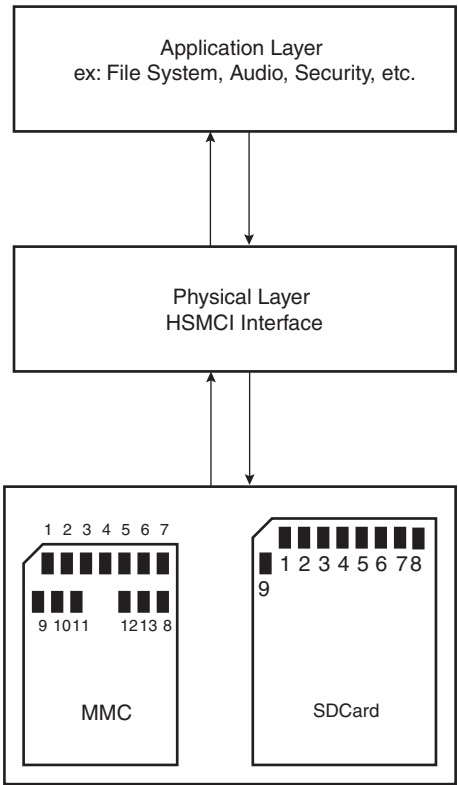 Application Layer
ex: File System, Audio, Security, etc.
Physical Layer
HSMCI Interface
1 2 3 4 5 6 7
9 10 11 12 13 8
MMC
1 2 3 4 5 6 7 8
9
SDCard